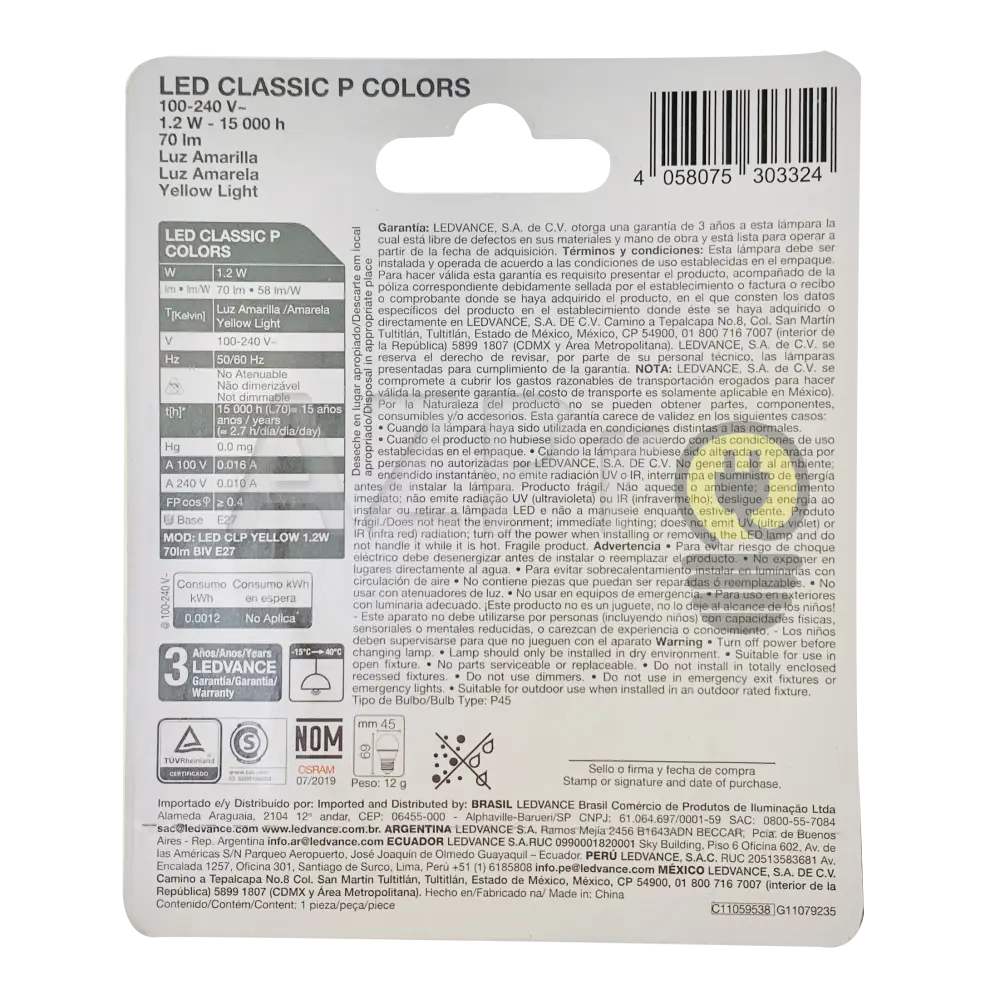 LED CLASSIC P COLORS
100-240 V~
1.2 W - 15 000 h
70 lm
Luz Amarilla
Luz Amarela
Yellow Light
4 058075 303324
LED CLASSIC P
COLORS
W 1.2 W
lm • lm/W 70 lm • 58 lm/W
T[Kelvin] Luz Amarilla /Amarela
Yellow Light
V 100-240 V~
Hz 50/60 Hz
No Atenuable
Não dimerizável
Not dimmable
t[h]* 15 000 h (L70)= 15 años
anos / years
(= 2.7 h/día/dia/day)
Hg 0.0 mg
A 100 V 0.016 A
A 240 V 0.010 A
FP cos φ ≥ 0.4
Base E27
MOD: LED CLP YELLOW 1.2W
70lm BIV E27
Deseche en lugar apropiado/Descarte em local
apropriado/Disposal in appropriate place
@ 100-240 V~
Consumo Consumo kWh
kWh en espera
0.0012 No Aplica
3 Años/Anos/Years
LEDVANCE
Garantía/Garantia/
Warranty
-15°C → 40°C
Garantía: LEDVANCE, S.A. de C.V. otorga una garantía de 3 años a esta lámpara la
cual está libre de defectos en sus materiales y mano de obra y está lista para operar a
partir de la fecha de adquisición. Términos y condiciones: Esta lámpara debe ser
instalada y operada de acuerdo a las condiciones de uso establecidas en el empaque.
Para hacer válida esta garantía es requisito presentar el producto, acompañado de la
póliza correspondiente debidamente sellada por el establecimiento o factura o recibo
o comprobante donde se haya adquirido el producto, en el que consten los datos
específicos del producto en el establecimiento donde éste se haya adquirido o
directamente en LEDVANCE, S.A. DE C.V. Camino a Tepalcapa No.8, Col. San Martín
Tultitlán, Tultitlán, Estado de México, México, CP 54900, 01 800 716 7007 (interior de
la República) 5899 1807 (CDMX y Area Metropolitana). LEDVANCE, S.A. de C.V. se
reserva el derecho de revisar, por parte de su personal técnico, las lámparas
presentadas para cumplimiento de la garantía. NOTA: LEDVANCE, S.A. de C.V. se
compromete a cubrir los gastos razonables de transportación erogados para hacer
válida la presente garantía. (el costo de transporte es solamente aplicable en México).
Por la Naturaleza del producto no se pueden obtener partes, componentes,
consumibles y/o accesorios. Esta garantía carece de validez en los siguientes casos:
• Cuando la lámpara haya sido utilizada en condiciones distintas a las normales.
• Cuando el producto no hubiese sido operado de acuerdo a las condiciones de uso
establecidas en el empaque. • Cuando la lámpara hubiese sido alterada o reparada por
personas no autorizadas por LEDVANCE, S.A. DE C.V. No genera calor al ambiente;
encendido instantáneo, no emite radiación UV o IR, interrumpir la energía
antes de instalar la lámpara. Producto frágil./ Não aquece o ambiente; acendimento
imediato; não emite radiação UV (ultravioleta) ou IR (infravermelho); desligue a energia ao
instalar ou retirar a lâmpada LED e não a manuseie enquanto estiver quente. Produto
frágil./Does not heat the environment; immediate lighting; does not emit UV (ultra violet) or
IR (infra red) radiation; turn off the power when installing or removing the LED lamp and do
not handle it while it is hot. Fragile product. Advertencia • Para evitar riesgo de choque
eléctrico debe desenergizar antes de instalar o reemplazar el producto. • No exponer en
lugares directamente al agua. • Para evitar sobrecalentamiento instalar en luminarias con
circulación de aire • No contiene piezas que puedan ser reparadas ó reemplazables. • No
usar con atenuadores de luz. • No usar en equipos de emergencia. • Para uso en exteriores
con luminaria adecuado. ¡Este producto no es un juguete, no lo deje al alcance de los niños!
- Este aparato no debe utilizarse por personas (incluyendo niños) con capacidades físicas,
sensoriales o mentales reducidas, o carezcan de experiencia o conocimiento. - Los niños
deben supervisarse para que no jueguen con el aparato Warning • Turn off power before
changing lamp. • Lamp should only be installed in dry environment. • Suitable for use in
open fixture. • No parts serviceable or replaceable. • Do not install in totally enclosed
recessed fixtures. • Do not use dimmers. • Do not use in emergency exit fixtures or
emergency lights. • Suitable for outdoor use when installed in an outdoor rated fixture.
Tipo de Bulbo/Bulb Type: P45
TÜVRheinland
CERTIFICADO
S
NOM
OSRAM
07/2019
mm 45
69
Peso: 12 g
Sello o firma y fecha de compra
Stamp or signature and date of purchase.
Importado e/y Distribuído por: Imported and Distributed by: BRASIL LEDVANCE Brasil Comércio de Produtos de Iluminação Ltda
Alameda Araguaia, 2104 12º andar, CEP: 06455-000 - Alphaville-Barueri/SP CNPJ: 61.064.697/0001-59 SAC: 0800-55-7084
sac@ledvance.com www.ledvance.com.br ARGENTINA LEDVANCE S.A. Ramos Mejía 2456 B1643ADN BECCAR, Pcia. de Buenos
Aires - Rep. Argentina info.ar@ledvance.com ECUADOR LEDVANCE S.A.RUC 0990001820001 Sky Building, Piso 6 Oficina 602, Av. de
las Américas S/N Parqueo Aeropuerto, José Joaquín de Olmedo Guayaquil – Ecuador. PERÚ LEDVANCE, S.A.C. RUC 20513583681 Av.
Encalada 1257, Oficina 301, Santiago de Surco, Lima, Perú +51 (1) 6185808 info.pe@ledvance.com MÉXICO LEDVANCE, S.A. DE C.V.
Camino a Tepalcapa No.8 Col. San Martín Tultitlán, Tultitlán, Estado de México, México, CP 54900, 01 800 716 7007 (interior de la
República) 5899 1807 (CDMX y Área Metropolitana). Hecho en/Fabricado na/ Made in: China
Contenido/Contém/Content: 1 pieza/peça/piece
C11059538 G11079235